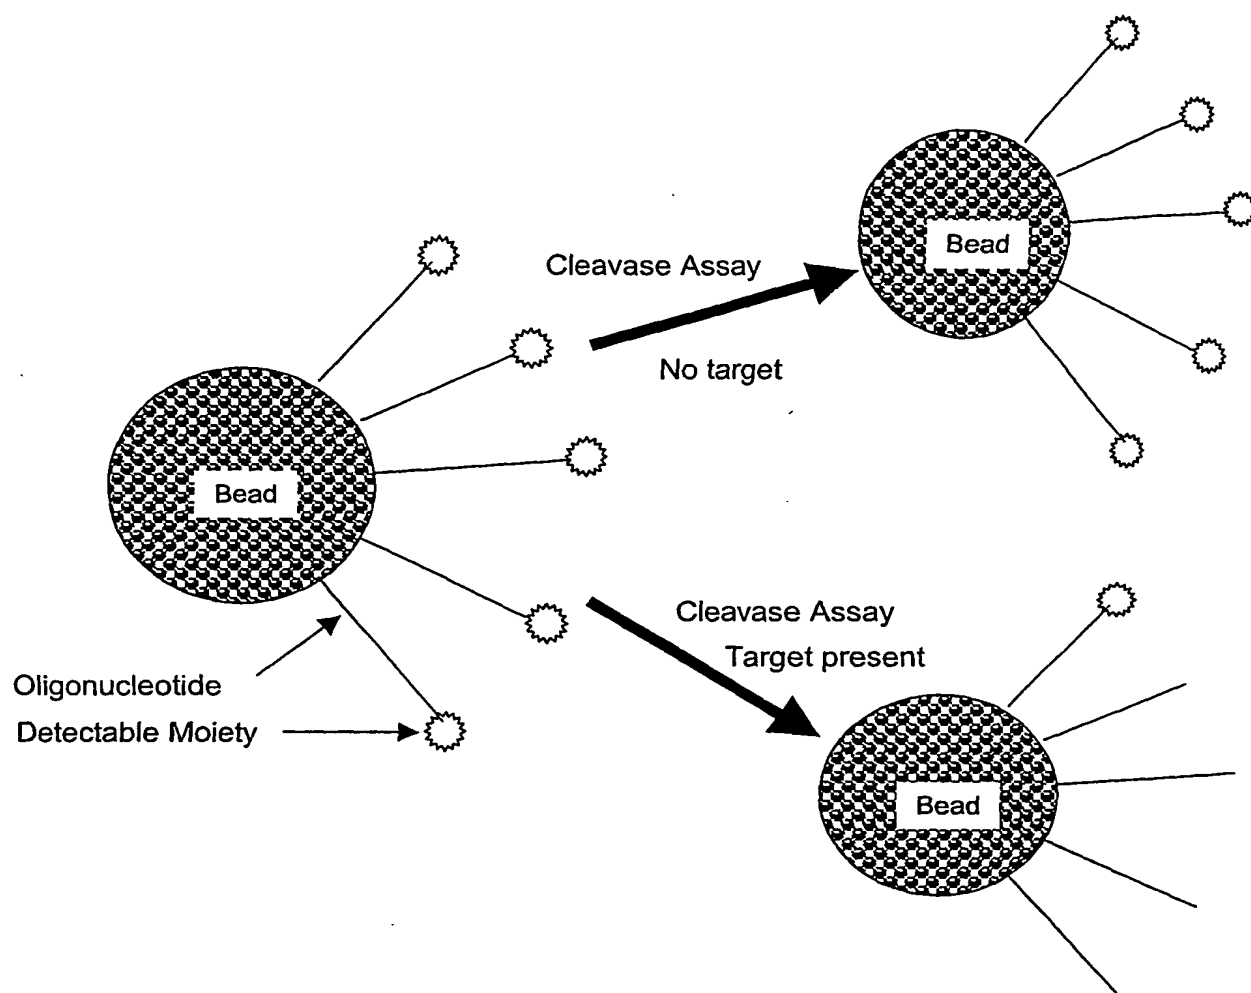 Bead
Cleavase Assay
No target
Bead
Cleavase Assay
Target present
Oligonucleotide
Detectable Moiety
Bead